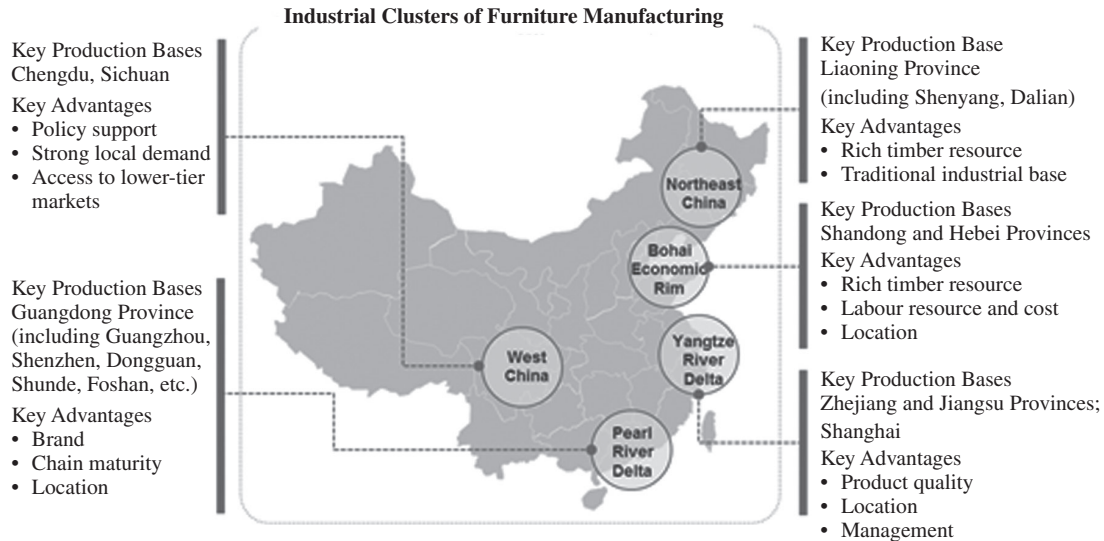 Industrial Clusters of Furniture Manufacturing
Key Production Bases
Chengdu, Sichuan
Key Advantages
• Policy support
• Strong local demand
• Access to lower-tier
markets
Key Production Bases
Guangdong Province
(including Guangzhou,
Shenzhen, Dongguan,
Shunde, Foshan, etc.)
Key Advantages
• Brand
• Chain maturity
• Location
Northeast
China
Bohai
Economic
Rim
Yangtze
River
Delta
West
China
Pearl
River
Delta
Key Production Base
Liaoning Province
(including Shenyang, Dalian)
Key Advantages
• Rich timber resource
• Traditional industrial base
Key Production Bases
Shandong and Hebei Provinces
Key Advantages
• Rich timber resource
• Labour resource and cost
• Location
Key Production Bases
Zhejiang and Jiangsu Provinces;
Shanghai
Key Advantages
• Product quality
• Location
• Management